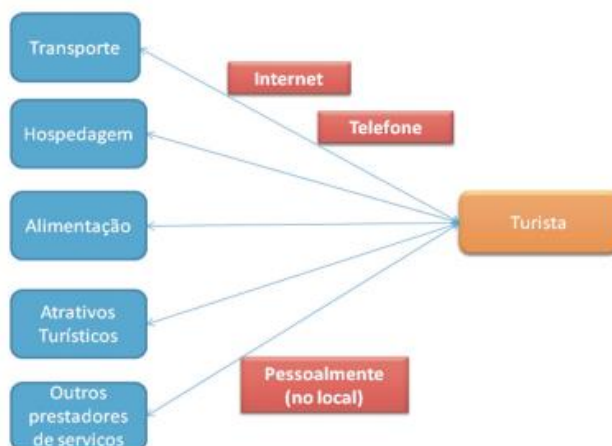 Transporte
Internet
Telefone
Hospedagem
Alimentação
Turista
Atrativos
Turísticos
Pessoalmente
(no local)
Outros
prestadores
de serviços